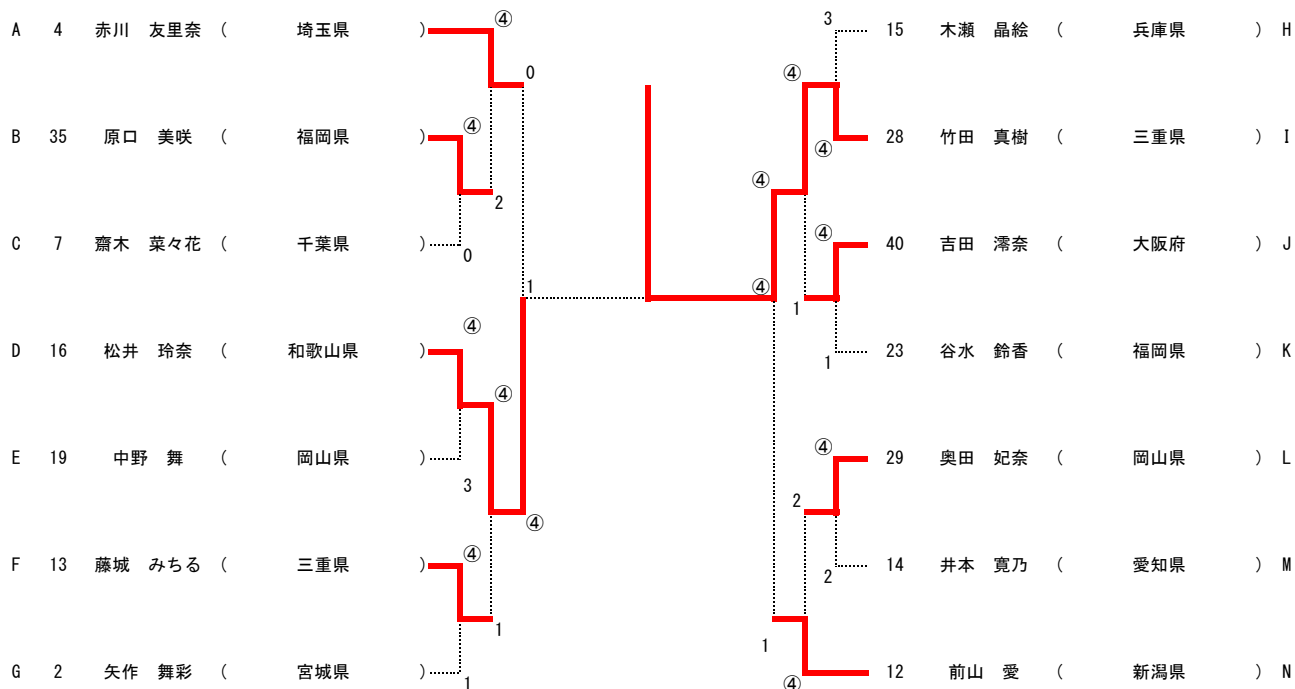 ④
3
A 4 赤川 友里奈 ( 埼玉県 )
15 木瀬 晶絵 ( 兵庫県 ) H
0
④
④
B 35 原口 美咲 ( 福岡県 )
④
28 竹田 真樹 ( 三重県 ) I
2
④
④
C 7 齋木 菜々花 ( 千葉県 )
0
40 吉田 澪奈 ( 大阪府 ) J
1
④
1
④
D 16 松井 玲奈 ( 和歌山県 )
1
23 谷水 鈴香 ( 福岡県 ) K
④
④
E 19 中野 舞 ( 岡山県 )
29 奥田 妃奈 ( 岡山県 ) L
3
2
④
④
F 13 藤城 みちる ( 三重県 )
2
14 井本 寛乃 ( 愛知県 ) M
1
1
G 2 矢作 舞彩 ( 宮城県 )
1
④
12 前山 愛 ( 新潟県 ) N